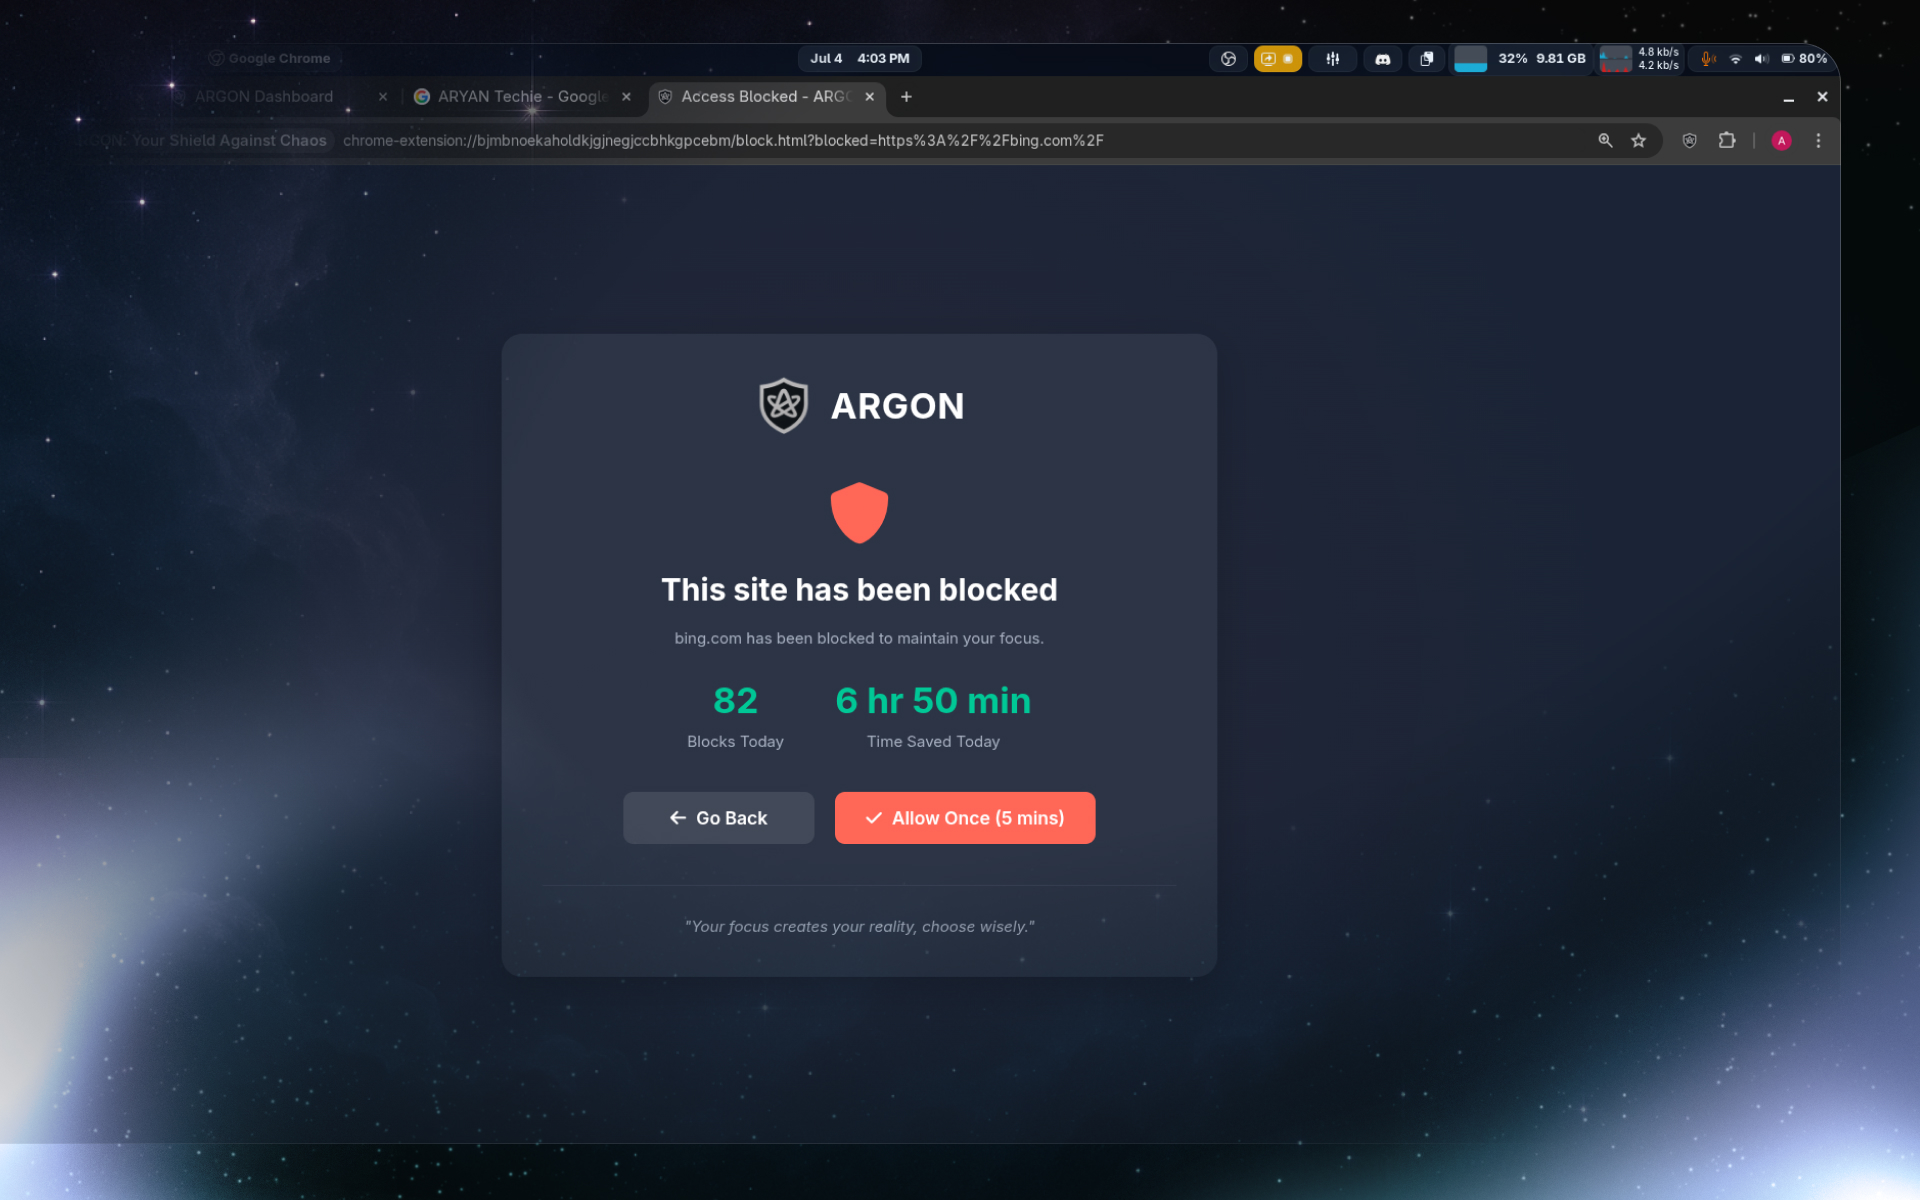 Google Chrome
Jul 4 4:03 PM
32% 9.81 GB
4.8 kb/s
4.2 kb/s
80%
ARGON Dashboard
ARYAN Techie - Google
Access Blocked - ARG
ARGON: Your Shield Against Chaos
chrome-extension://bjmbnoekaholdkjgjnegjccbhkgpcebm/block.html?blocked=https%3A%2F%2Fbing.com%2F
A
ARGON
This site has been blocked
bing.com has been blocked to maintain your focus.
82 6 hr 50 min
Blocks Today Time Saved Today
Go Back Allow Once (5 mins)
"Your focus creates your reality, choose wisely."